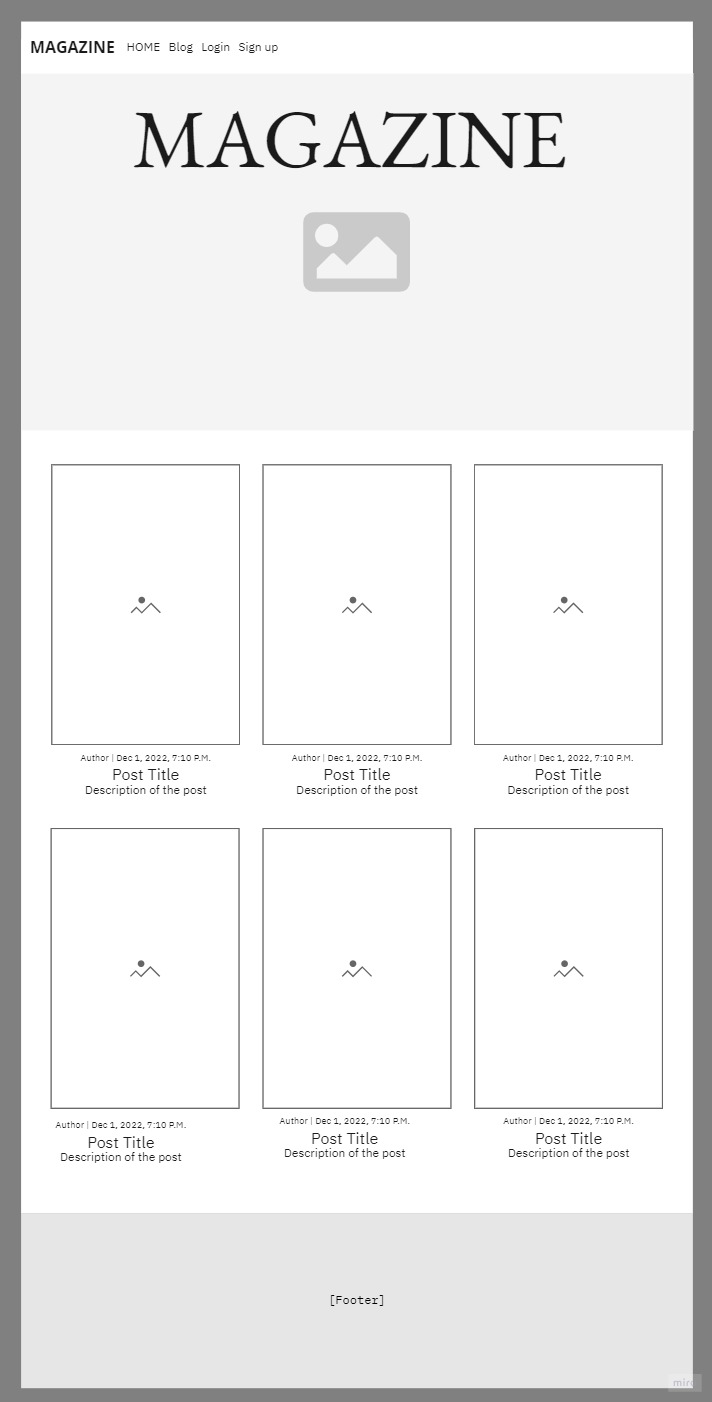 MAGAZINE HOME Blog Login Sign up
MAGAZINE
Author | Dec 1, 2022, 7:10 P.M.
Post Title
Description of the post
Author | Dec 1, 2022, 7:10 P.M.
Post Title
Description of the post
Author | Dec 1, 2022, 7:10 P.M.
Post Title
Description of the post
Author | Dec 1, 2022, 7:10 P.M.
Post Title
Description of the post
Author | Dec 1, 2022, 7:10 P.M.
Post Title
Description of the post
Author | Dec 1, 2022, 7:10 P.M.
Post Title
Description of the post
[Footer]
miro